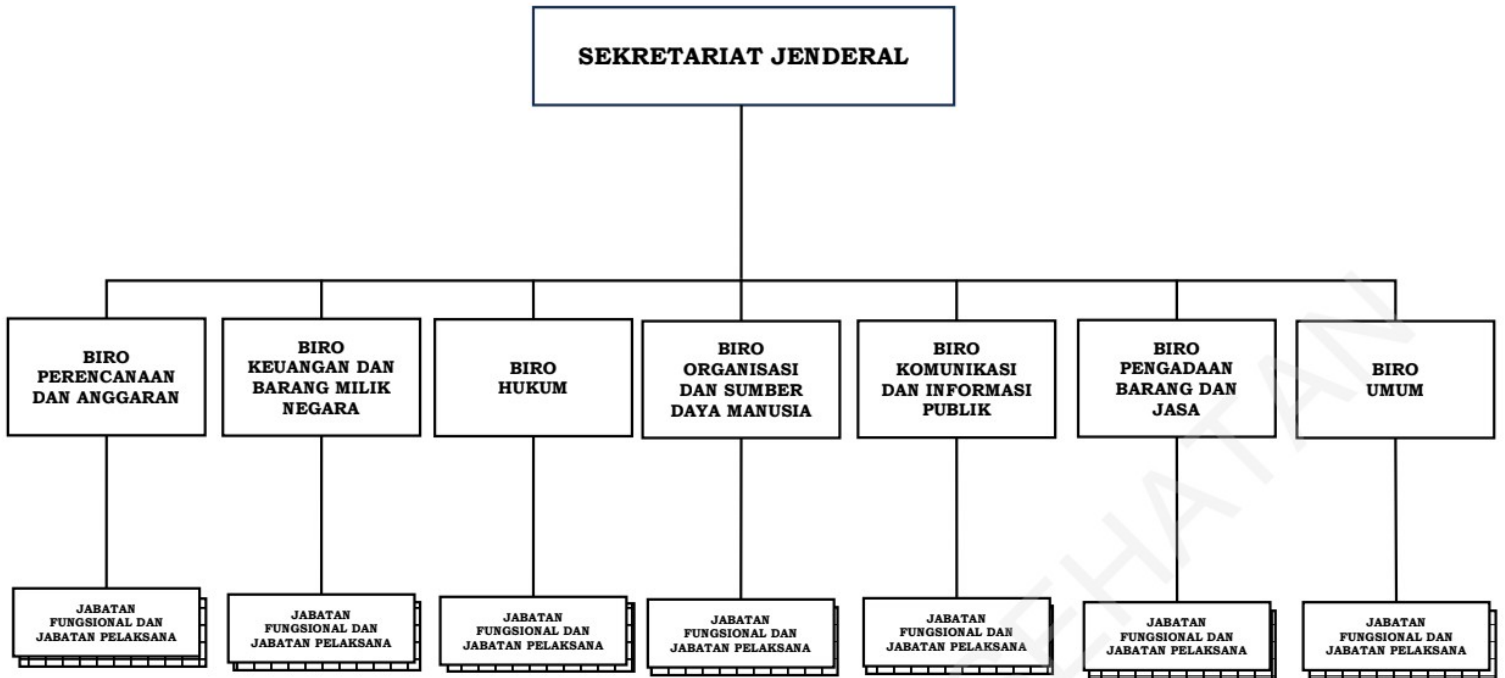 SEKRETARIAT JENDERAL
BIRO
PERENCANAAN
DAN ANGGARAN
BIRO
KEUANGAN DAN
BARANG MILIK
NEGARA
BIRO
HUKUM
BIRO
ORGANISASI
DAN SUMBER
DAYA MANUSIA
BIRO
KOMUNIKASI
DAN INFORMASI
PUBLIK
BIRO
PENGADAAN
BARANG DAN
JASA
BIRO
UMUM
JABATAN
FUNGSIONAL DAN
JABATAN PELAKSANA
JABATAN
FUNGSIONAL DAN
JABATAN PELAKSANA
JABATAN
FUNGSIONAL DAN
JABATAN PELAKSANA
JABATAN
FUNGSIONAL DAN
JABATAN PELAKSANA
JABATAN
FUNGSIONAL DAN
JABATAN PELAKSANA
JABATAN
FUNGSIONAL DAN
JABATAN PELAKSANA
JABATAN
FUNGSIONAL DAN
JABATAN PELAKSANA